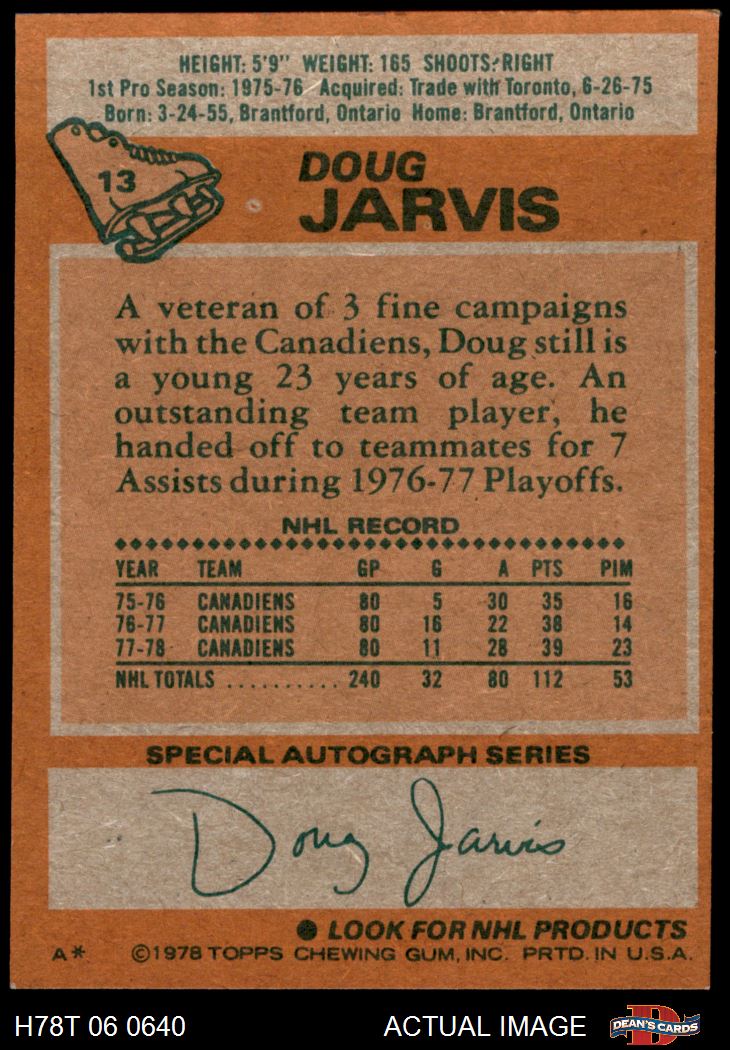 HEIGHT: 5'9" WEIGHT: 165 SHOOTS: RIGHT
1st Pro Season: 1975-76 Acquired: Trade with Toronto, 6-26-75
Born: 3-24-55, Brantford, Ontario Home: Brantford, Ontario
13
DOUG
JARVIS
A veteran of 3 fine campaigns
with the Canadiens, Doug still is
a young 23 years of age. An
outstanding team player, he
handed off to teammates for 7
Assists during 1976-77 Playoffs.
NHL RECORD
YEAR TEAM GP G A PTS PIM
75-76 CANADIENS 80 5 30 35 16
76-77 CANADIENS 80 16 22 38 14
77-78 CANADIENS 80 11 28 39 23
NHL TOTALS .......... 240 32 80 112 53
SPECIAL AUTOGRAPH SERIES
Doug Jarvis
● LOOK FOR NHL PRODUCTS
A* ©1978 TOPPS CHEWING GUM, INC. PRTD. IN U.S.A.
H78T 06 0640 ACTUAL IMAGE
D
DEAN'S CARDS